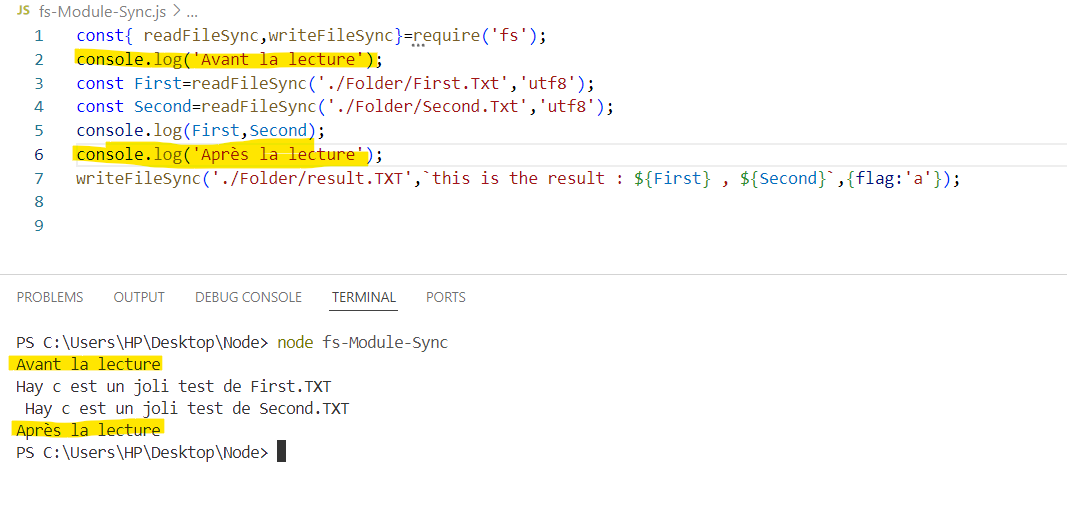 JS fs-Module-Sync.js > ...
1 const{ readFileSync,writeFileSync}=require('fs');
2 console.log('Avant la lecture');
3 const First=readFileSync('./Folder/First.Txt','utf8');
4 const Second=readFileSync('./Folder/Second.Txt','utf8');
5 console.log(First,Second);
6 console.log('Après la lecture');
7 writeFileSync('./Folder/result.TXT',`this is the result : ${First} , ${Second}`,{flag:'a'});
8
9
PROBLEMS OUTPUT DEBUG CONSOLE TERMINAL PORTS
PS C:\Users\HP\Desktop\Node> node fs-Module-Sync
Avant la lecture
Hay c est un joli test de First.TXT
 Hay c est un joli test de Second.TXT
Après la lecture
PS C:\Users\HP\Desktop\Node>